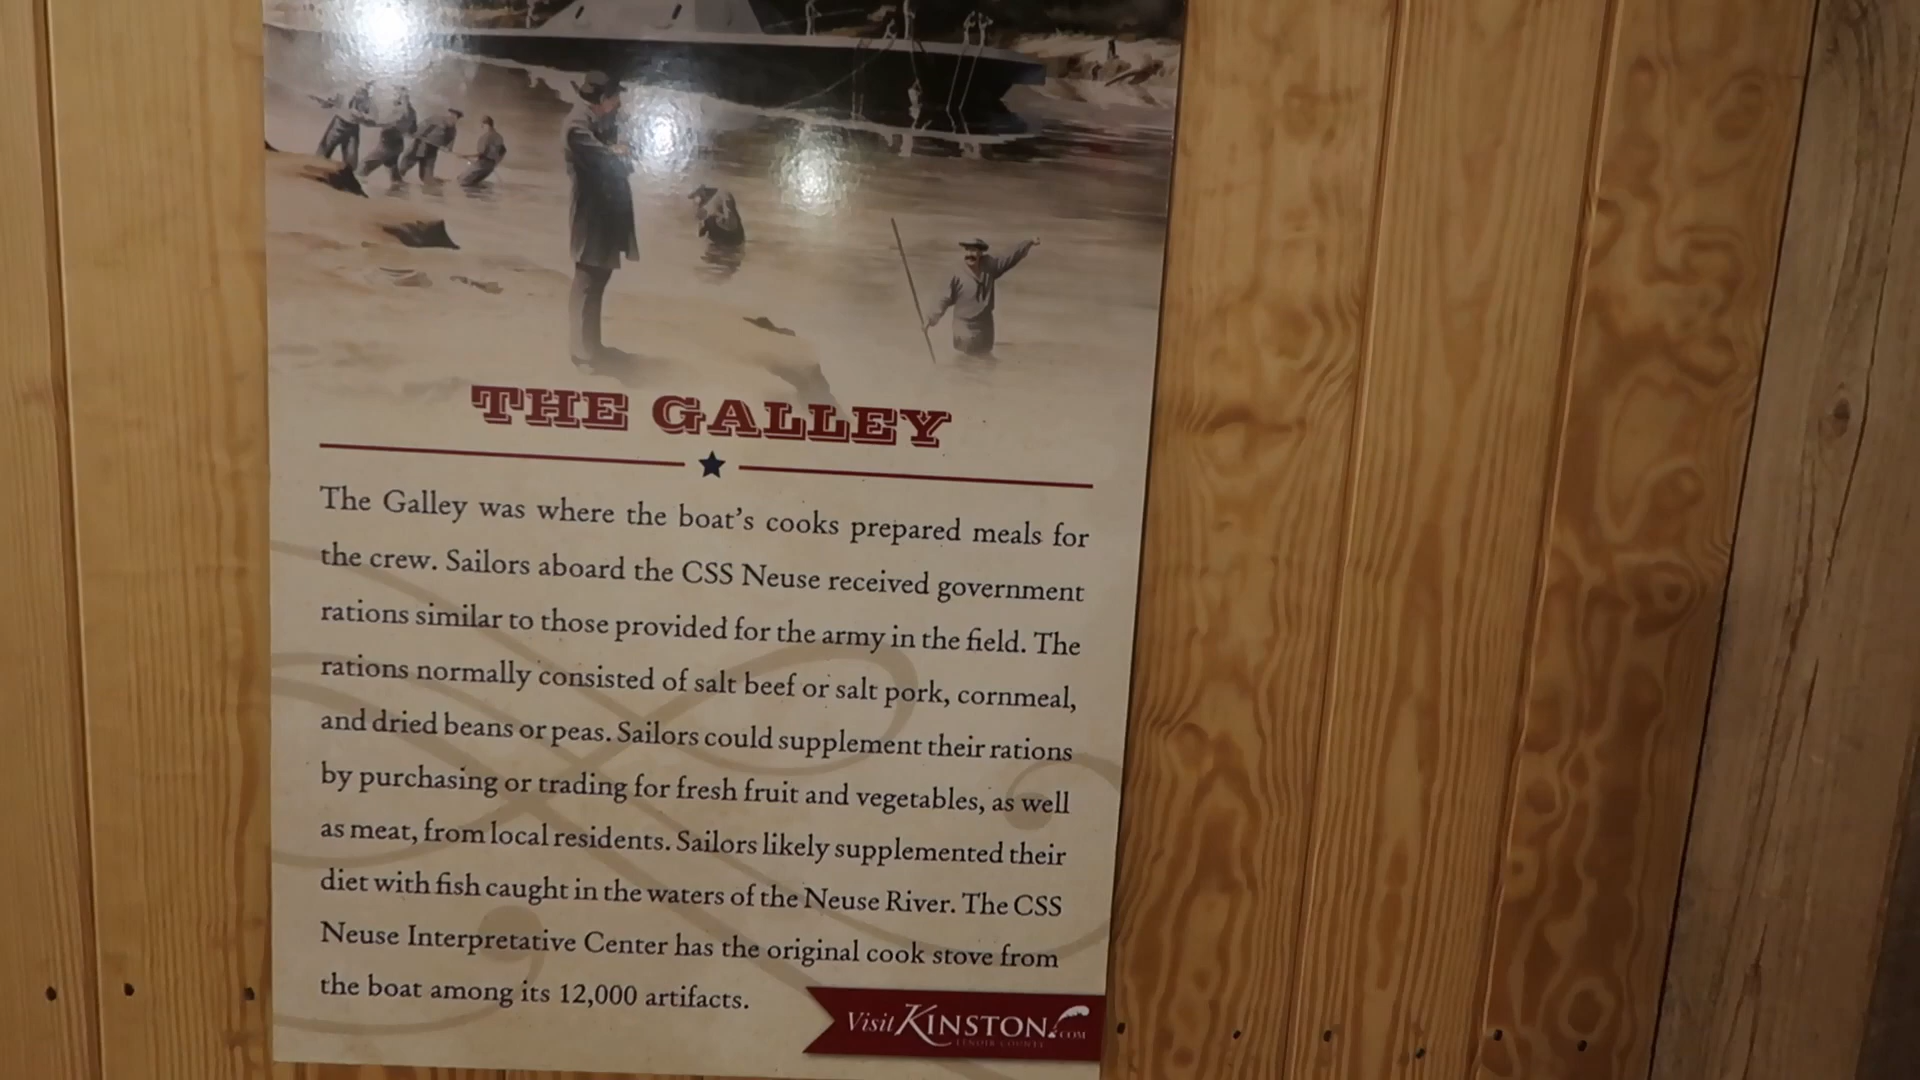 THE GALLEY
The Galley was where the boat's cooks prepared meals for
the crew. Sailors aboard the CSS Neuse received government
rations similar to those provided for the army in the field. The
rations normally consisted of salt beef or salt pork, cornmeal,
and dried beans or peas. Sailors could supplement their rations
by purchasing or trading for fresh fruit and vegetables, as well
as meat, from local residents. Sailors likely supplemented their
diet with fish caught in the waters of the Neuse River. The CSS
Neuse Interpretative Center has the original cook stove from
the boat among its 12,000 artifacts.
Visit KINSTON.COM
LENOIR COUNTY